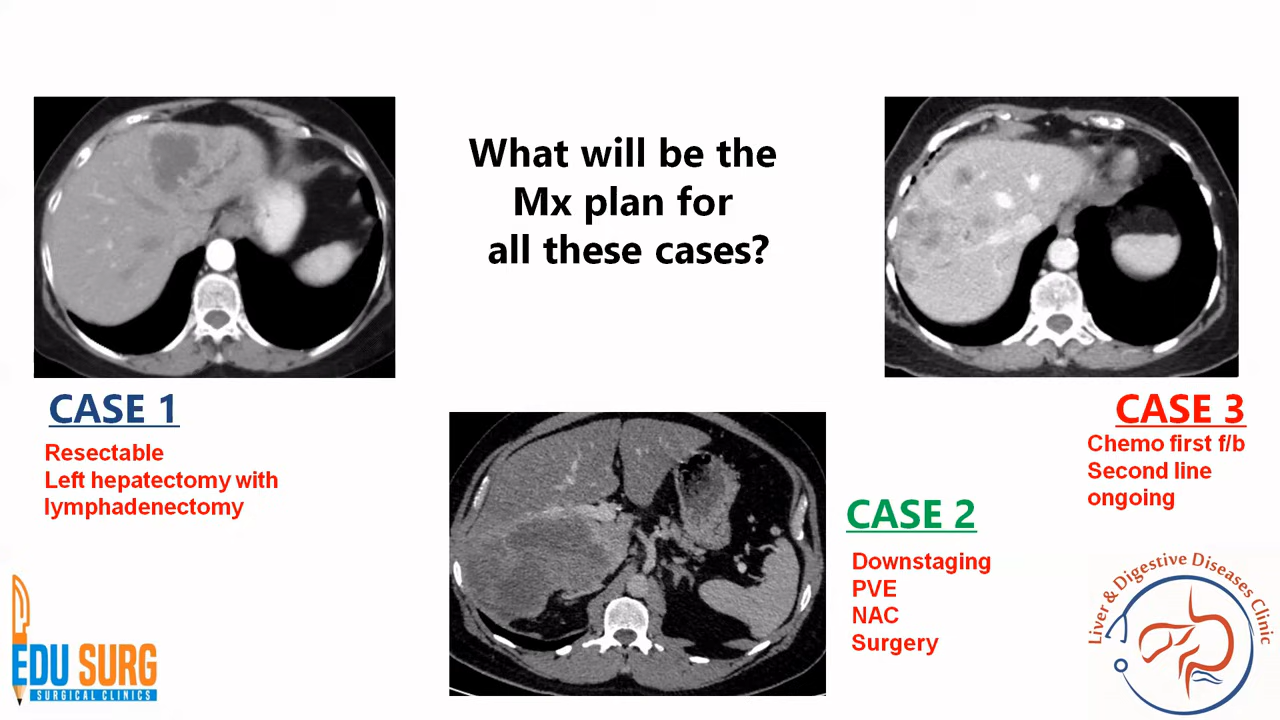 What will be the
Mx plan for
all these cases?
CASE 1
Resectable
Left hepatectomy with
lymphadenectomy
CASE 2
Downstaging
PVE
NAC
Surgery
CASE 3
Chemo first f/b
Second line
ongoing
EDU SURG
SURGICAL CLINICS
Liver & Digestive Diseases Clinic